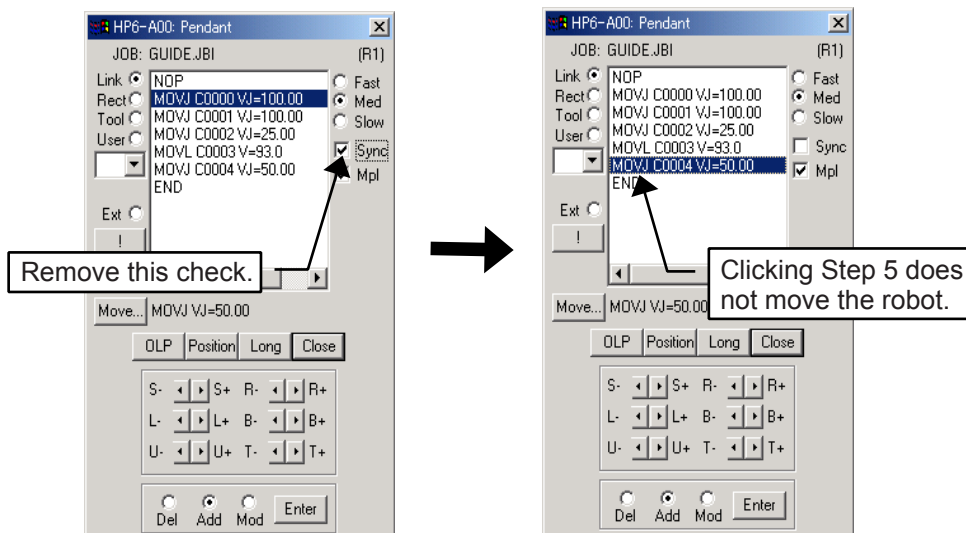 HP6-A00: Pendant
JOB: GUIDE.JBI (R1)
Link NOP Fast
Rect MOVJ C0000 VJ=100.00 Med
Tool MOVJ C0001 VJ=100.00 Slow
User MOVJ C0002 VJ=25.00
MOVL C0003 V=93.0 Sync
MOVJ C0004 VJ=50.00 Mpl
END
Ext
!
Remove this check.
Move... MOVJ VJ=50.00
OLP Position Long Close
S- S+ R- R+
L- L+ B- B+
U- U+ T- T+
Del Add Mod Enter
HP6-A00: Pendant
JOB: GUIDE.JBI (R1)
Link NOP Fast
Rect MOVJ C0000 VJ=100.00 Med
Tool MOVJ C0001 VJ=100.00 Slow
User MOVJ C0002 VJ=25.00
MOVL C0003 V=93.0 Sync
MOVJ C0004 VJ=50.00 Mpl
END
Ext
!
Clicking Step 5 does
not move the robot.
Move... MOVJ VJ=50.00
OLP Position Long Close
S- S+ R- R+
L- L+ B- B+
U- U+ T- T+
Del Add Mod Enter